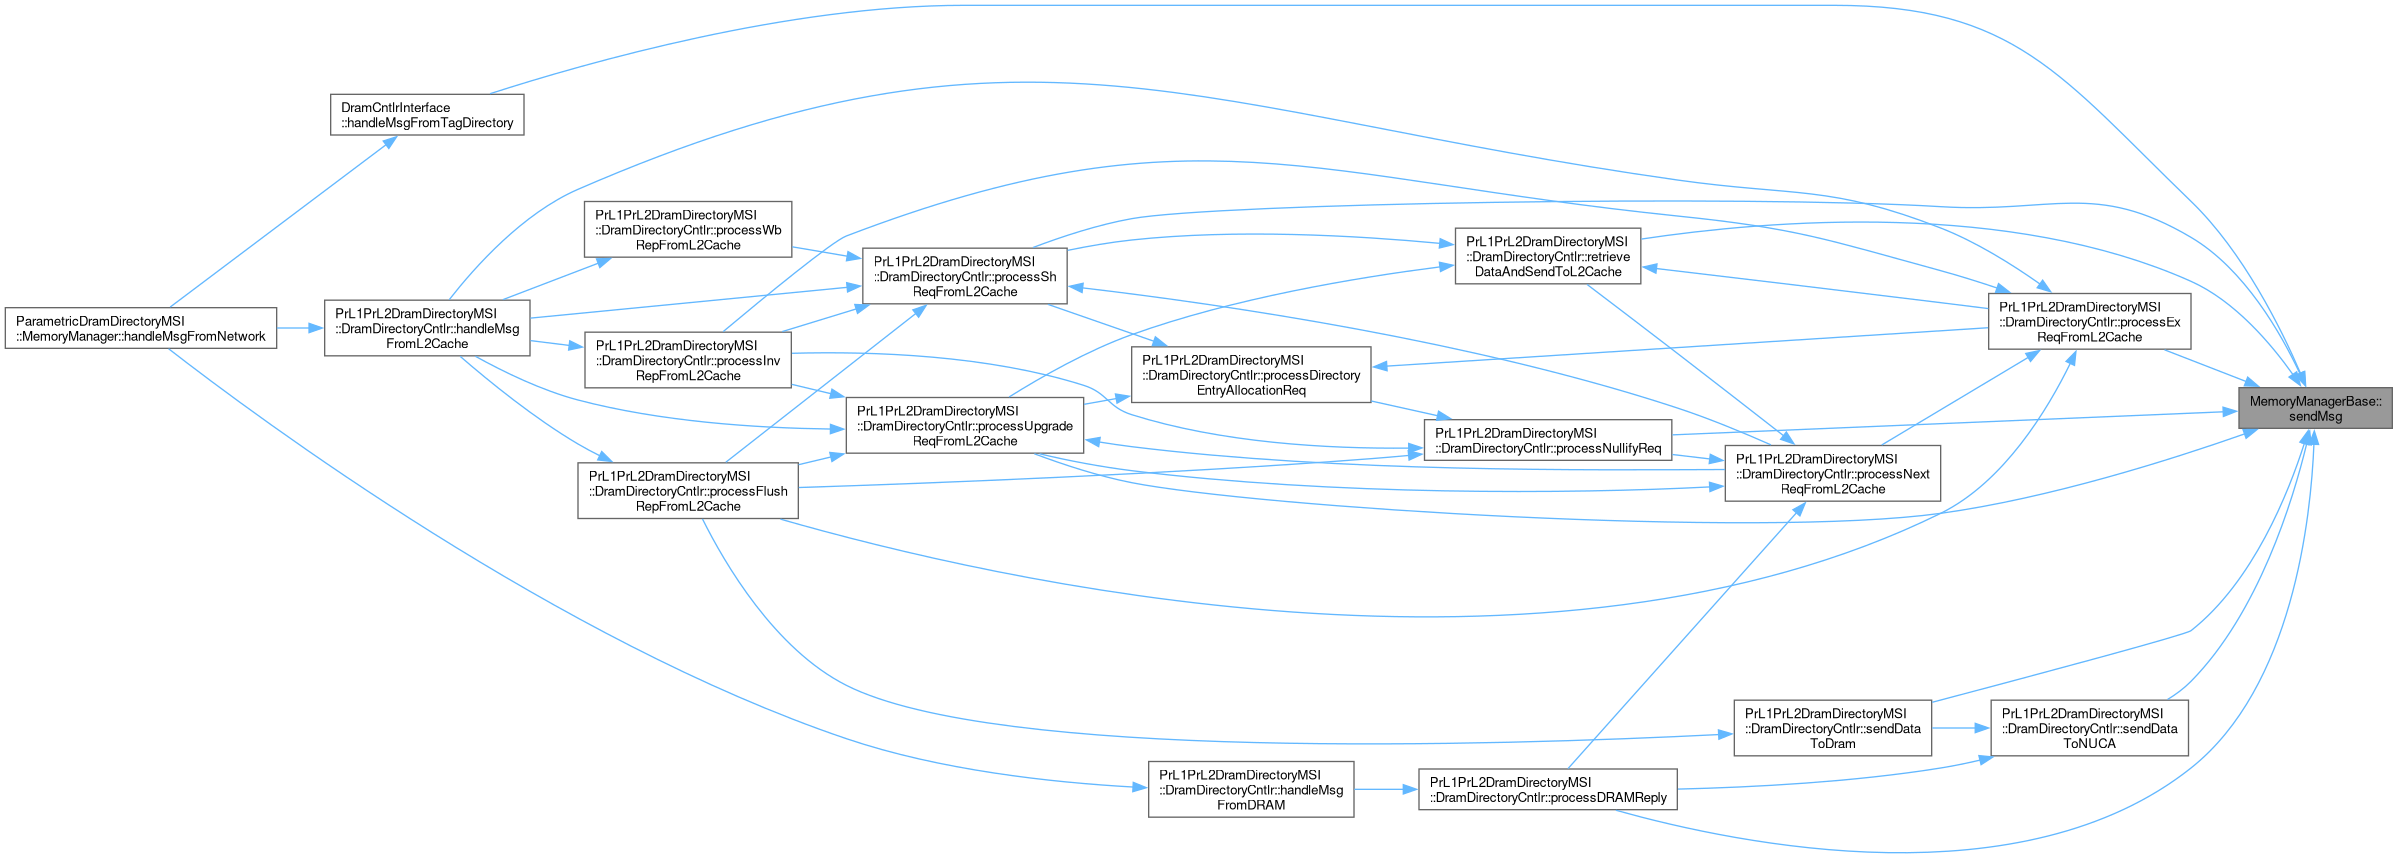 DramCntlrInterface
::handleMsgFromTagDirectory
PrL1PrL2DramDirectoryMSI
::DramDirectoryCntlr::processWb
RepFromL2Cache
PrL1PrL2DramDirectoryMSI
::DramDirectoryCntlr::processSh
ReqFromL2Cache
PrL1PrL2DramDirectoryMSI
::DramDirectoryCntlr::retrieve
DataAndSendToL2Cache
PrL1PrL2DramDirectoryMSI
::DramDirectoryCntlr::processEx
ReqFromL2Cache
ParametricDramDirectoryMSI
::MemoryManager::handleMsgFromNetwork
PrL1PrL2DramDirectoryMSI
::DramDirectoryCntlr::handleMsg
FromL2Cache
PrL1PrL2DramDirectoryMSI
::DramDirectoryCntlr::processInv
RepFromL2Cache
PrL1PrL2DramDirectoryMSI
::DramDirectoryCntlr::processDirectory
EntryAllocationReq
MemoryManagerBase::
sendMsg
PrL1PrL2DramDirectoryMSI
::DramDirectoryCntlr::processUpgrade
ReqFromL2Cache
PrL1PrL2DramDirectoryMSI
::DramDirectoryCntlr::processNullifyReq
PrL1PrL2DramDirectoryMSI
::DramDirectoryCntlr::processNext
ReqFromL2Cache
PrL1PrL2DramDirectoryMSI
::DramDirectoryCntlr::processFlush
RepFromL2Cache
PrL1PrL2DramDirectoryMSI
::DramDirectoryCntlr::sendData
ToDram
PrL1PrL2DramDirectoryMSI
::DramDirectoryCntlr::sendData
ToNUCA
PrL1PrL2DramDirectoryMSI
::DramDirectoryCntlr::handleMsg
FromDRAM
PrL1PrL2DramDirectoryMSI
::DramDirectoryCntlr::processDRAMReply